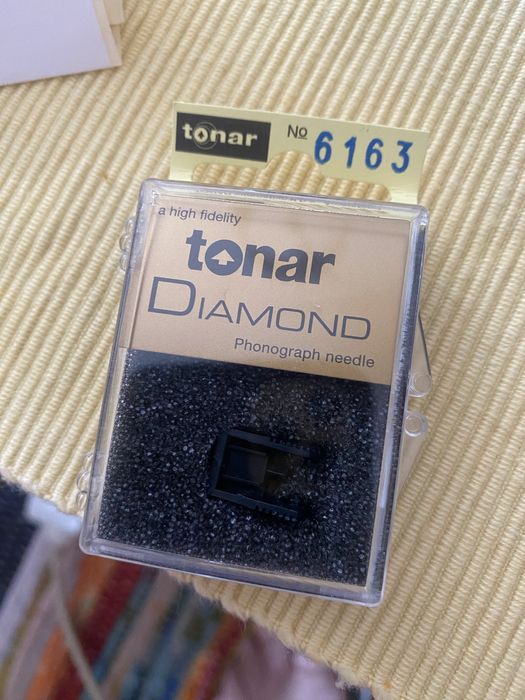 tonar № 6163
a high fidelity
tonar
DIAMOND
Phonograph needle